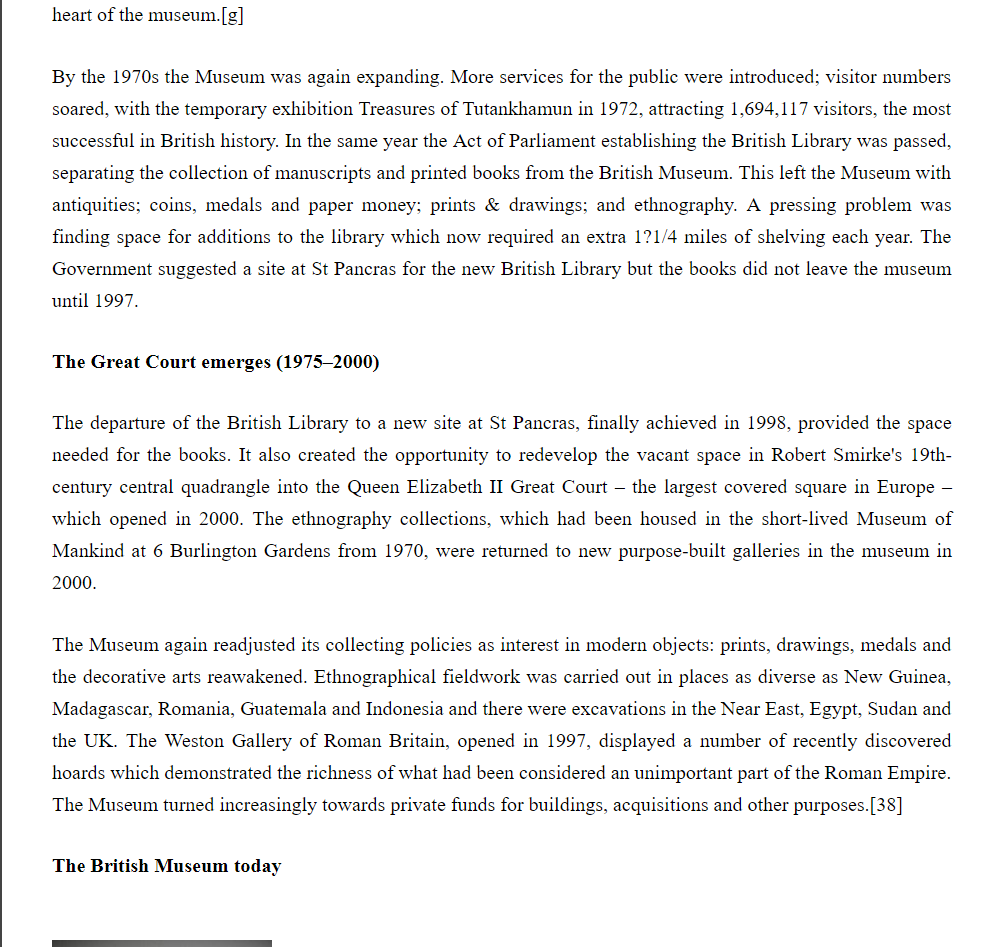 heart of the museum.[g]
By the 1970s the Museum was again expanding. More services for the public were introduced; visitor numbers
soared, with the temporary exhibition Treasures of Tutankhamun in 1972, attracting 1,694,117 visitors, the most
successful in British history. In the same year the Act of Parliament establishing the British Library was passed,
separating the collection of manuscripts and printed books from the British Museum. This left the Museum with
antiquities; coins, medals and paper money; prints & drawings; and ethnography. A pressing problem was
finding space for additions to the library which now required an extra 1?1/4 miles of shelving each year. The
Government suggested a site at St Pancras for the new British Library but the books did not leave the museum
until 1997.
The Great Court emerges (1975–2000)
The departure of the British Library to a new site at St Pancras, finally achieved in 1998, provided the space
needed for the books. It also created the opportunity to redevelop the vacant space in Robert Smirke's 19th-
century central quadrangle into the Queen Elizabeth II Great Court – the largest covered square in Europe –
which opened in 2000. The ethnography collections, which had been housed in the short-lived Museum of
Mankind at 6 Burlington Gardens from 1970, were returned to new purpose-built galleries in the museum in
2000.
The Museum again readjusted its collecting policies as interest in modern objects: prints, drawings, medals and
the decorative arts reawakened. Ethnographical fieldwork was carried out in places as diverse as New Guinea,
Madagascar, Romania, Guatemala and Indonesia and there were excavations in the Near East, Egypt, Sudan and
the UK. The Weston Gallery of Roman Britain, opened in 1997, displayed a number of recently discovered
hoards which demonstrated the richness of what had been considered an unimportant part of the Roman Empire.
The Museum turned increasingly towards private funds for buildings, acquisitions and other purposes.[38]
The British Museum today